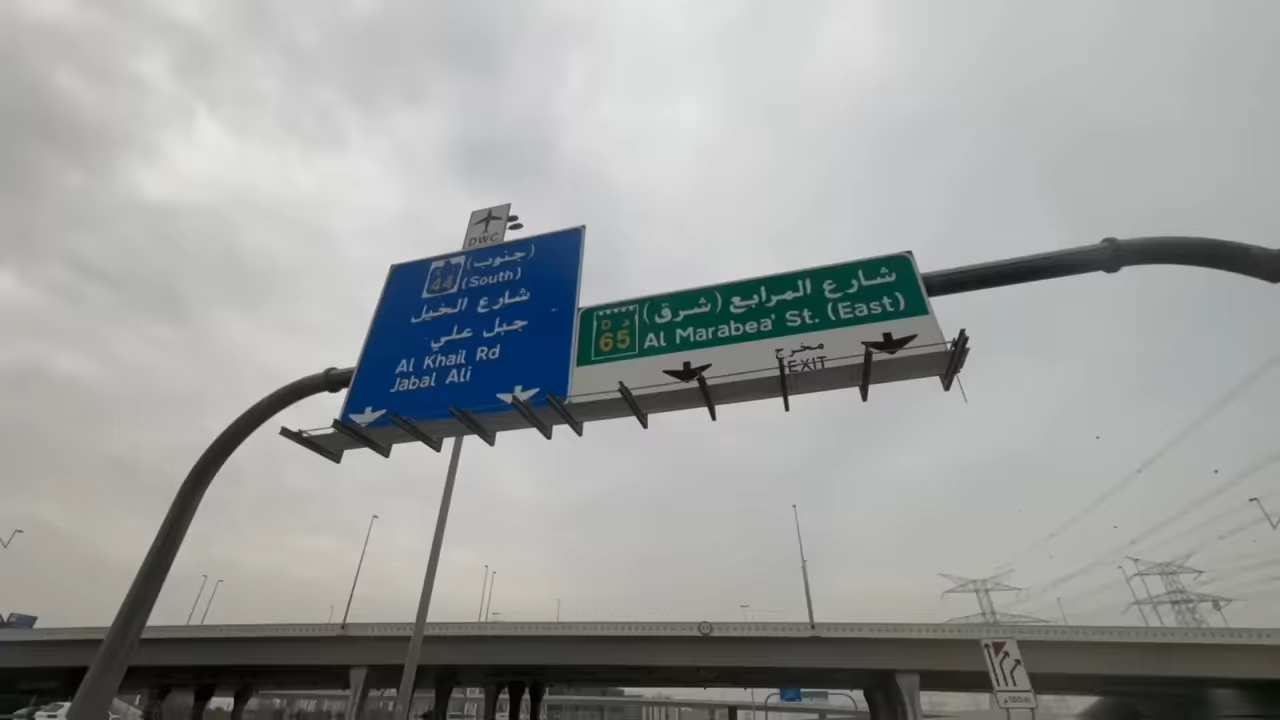 DWC
44
(جنوب)
(South)
شارع الخيل
جبل علي
Al Khail Rd
Jabal Ali
شارع المرابع (شرق)
D د
65
Al Marabea' St. (East)
مخرج
EXIT